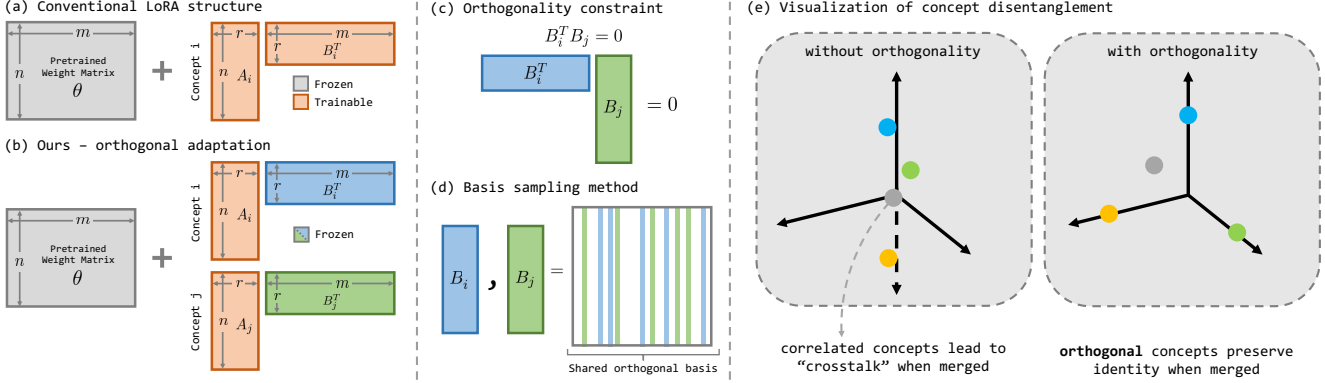 (a) Conventional LoRA structure
m
n
Pretrained
Weight Matrix
θ
+
Concept i
r
n
A_i
m
r
B_i^T
Frozen
Trainable
(b) Ours – orthogonal adaptation
m
n
Pretrained
Weight Matrix
θ
+
Concept i
r
n
A_i
m
r
B_i^T
Frozen
Concept j
r
n
A_j
m
r
B_j^T
(c) Orthogonality constraint
B_i^T B_j = 0
B_i^T
B_j
= 0
(d) Basis sampling method
B_i , B_j =
Shared orthogonal basis
(e) Visualization of concept disentanglement
without orthogonality
correlated concepts lead to
“crosstalk” when merged
with orthogonality
orthogonal concepts preserve
identity when merged